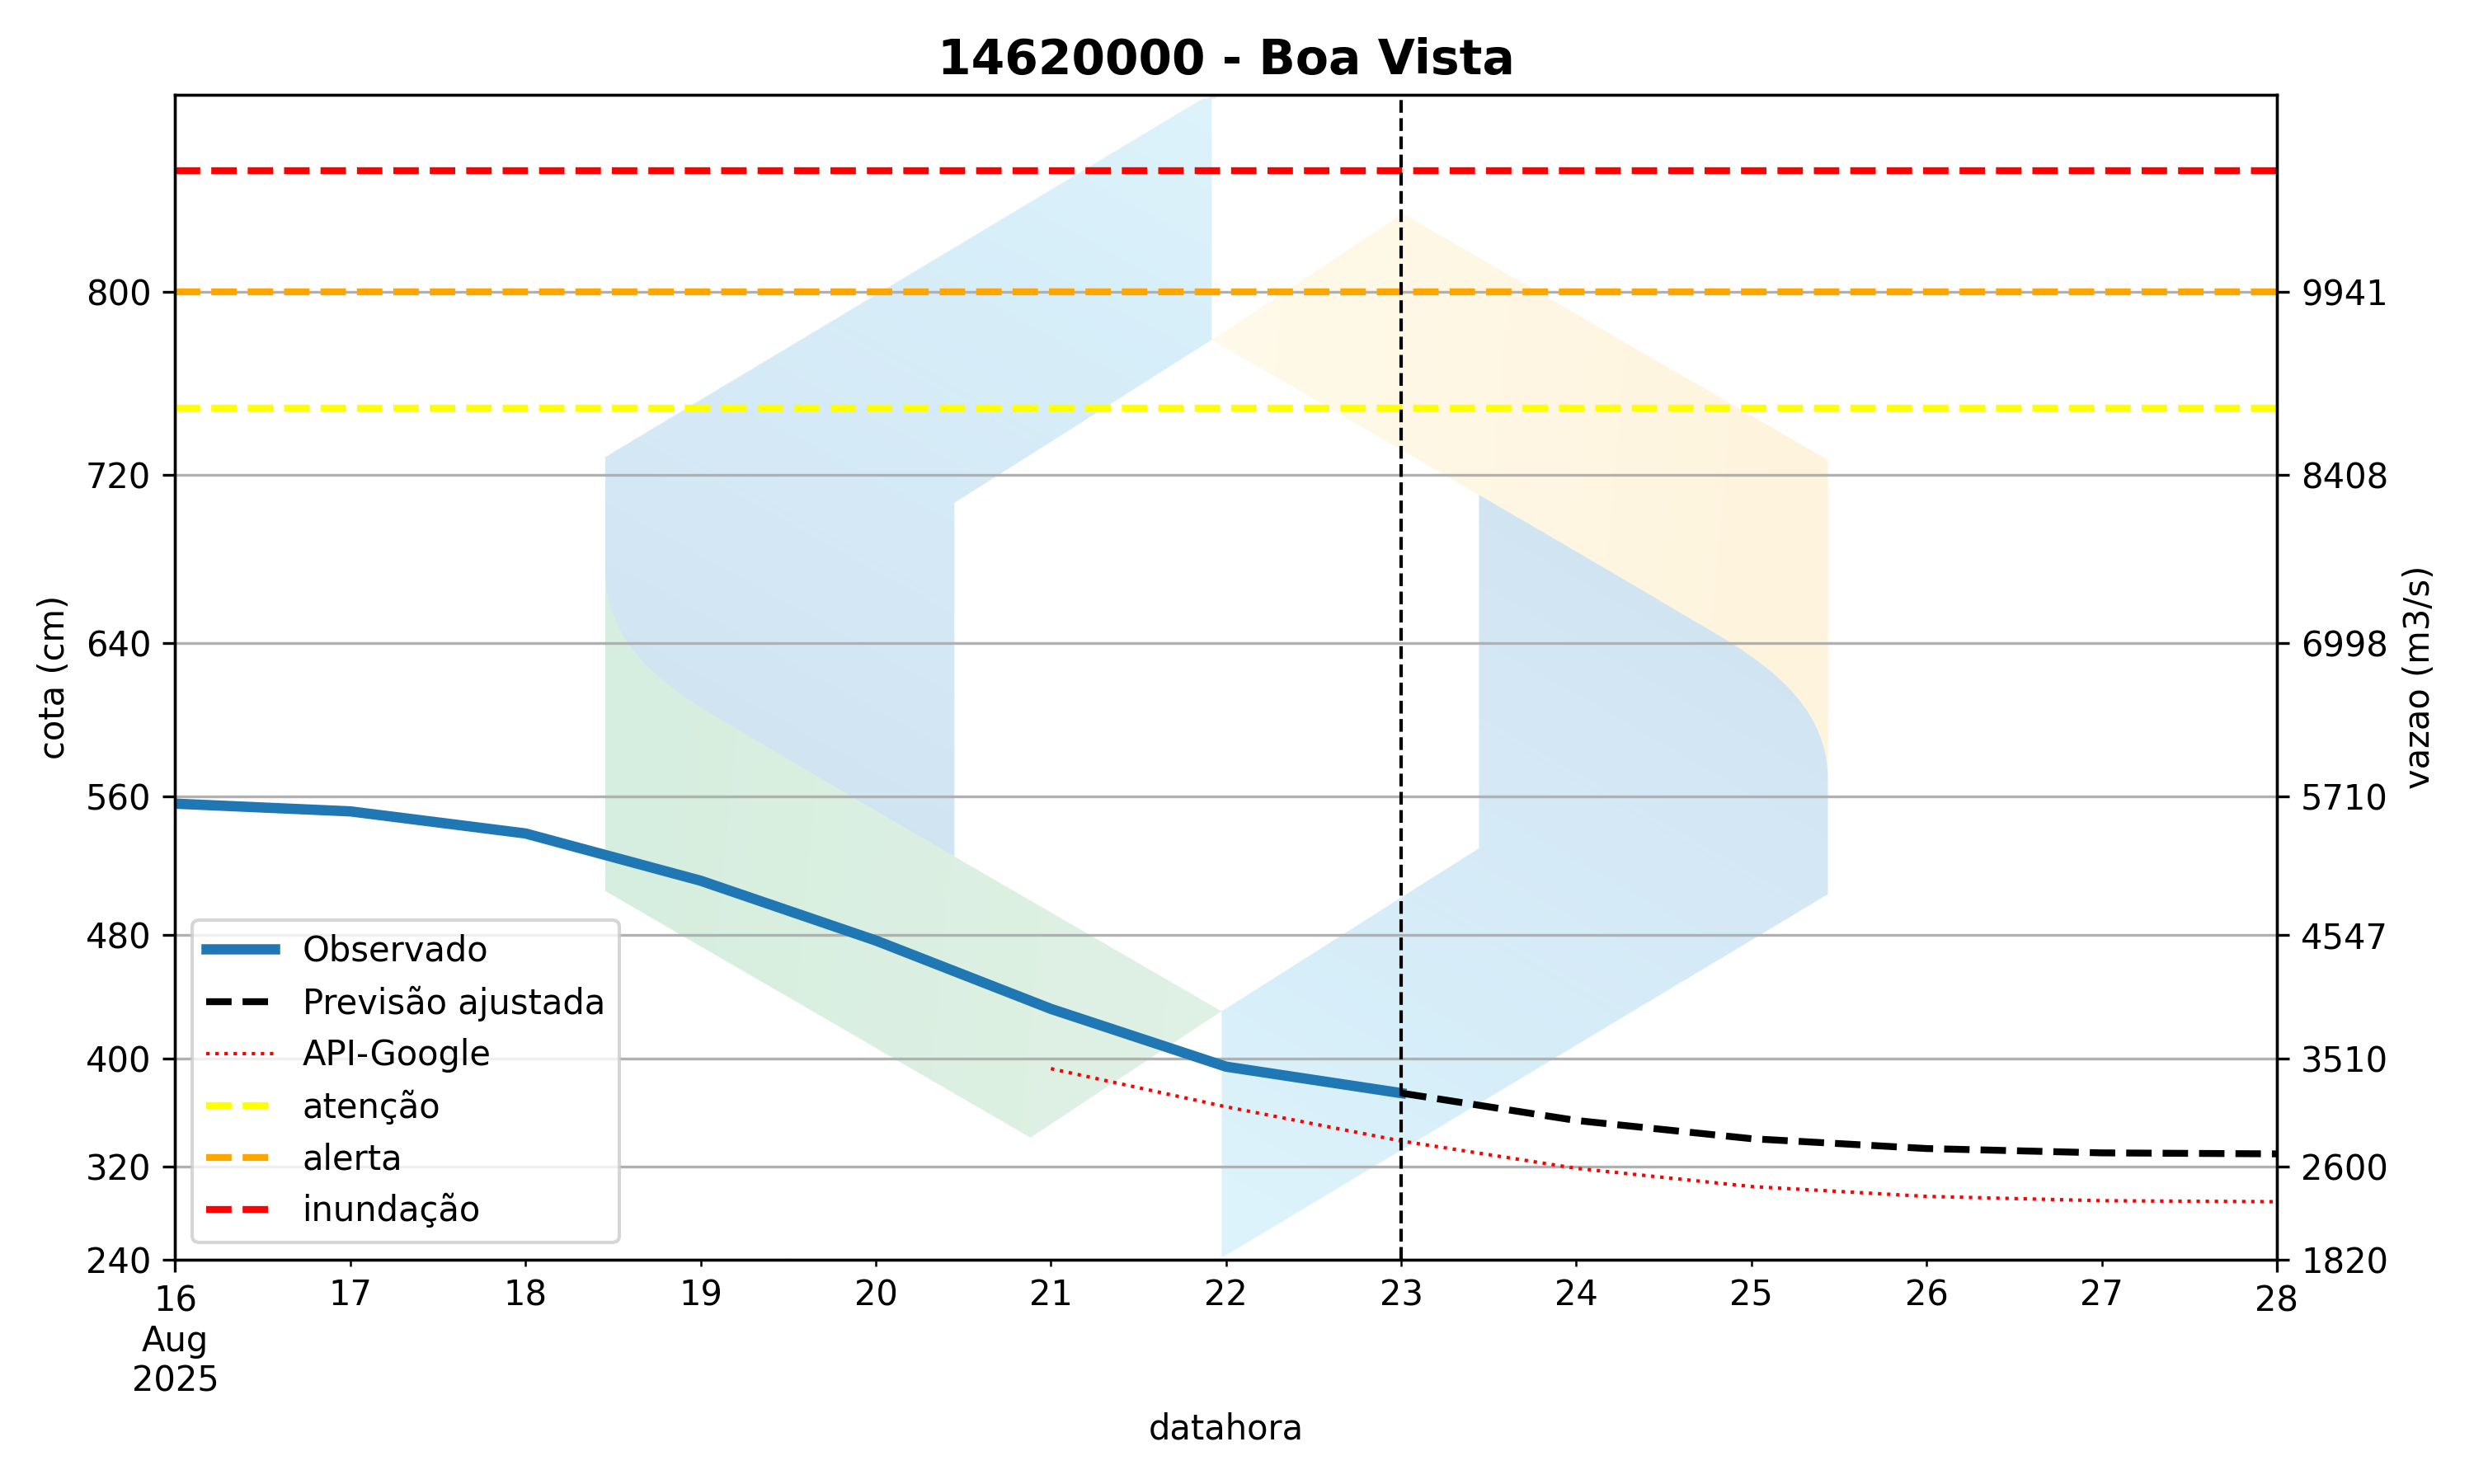 14620000 - Boa Vista
800
720
640
560
480
400
320
240
cota (cm)
9941
8408
6998
5710
4547
3510
2600
1820
vazao (m3/s)
Observado
Previsão ajustada
API-Google
atenção
alerta
inundação
16 17 18 19 20 21 22 23 24 25 26 27 28
Aug
2025
datahora